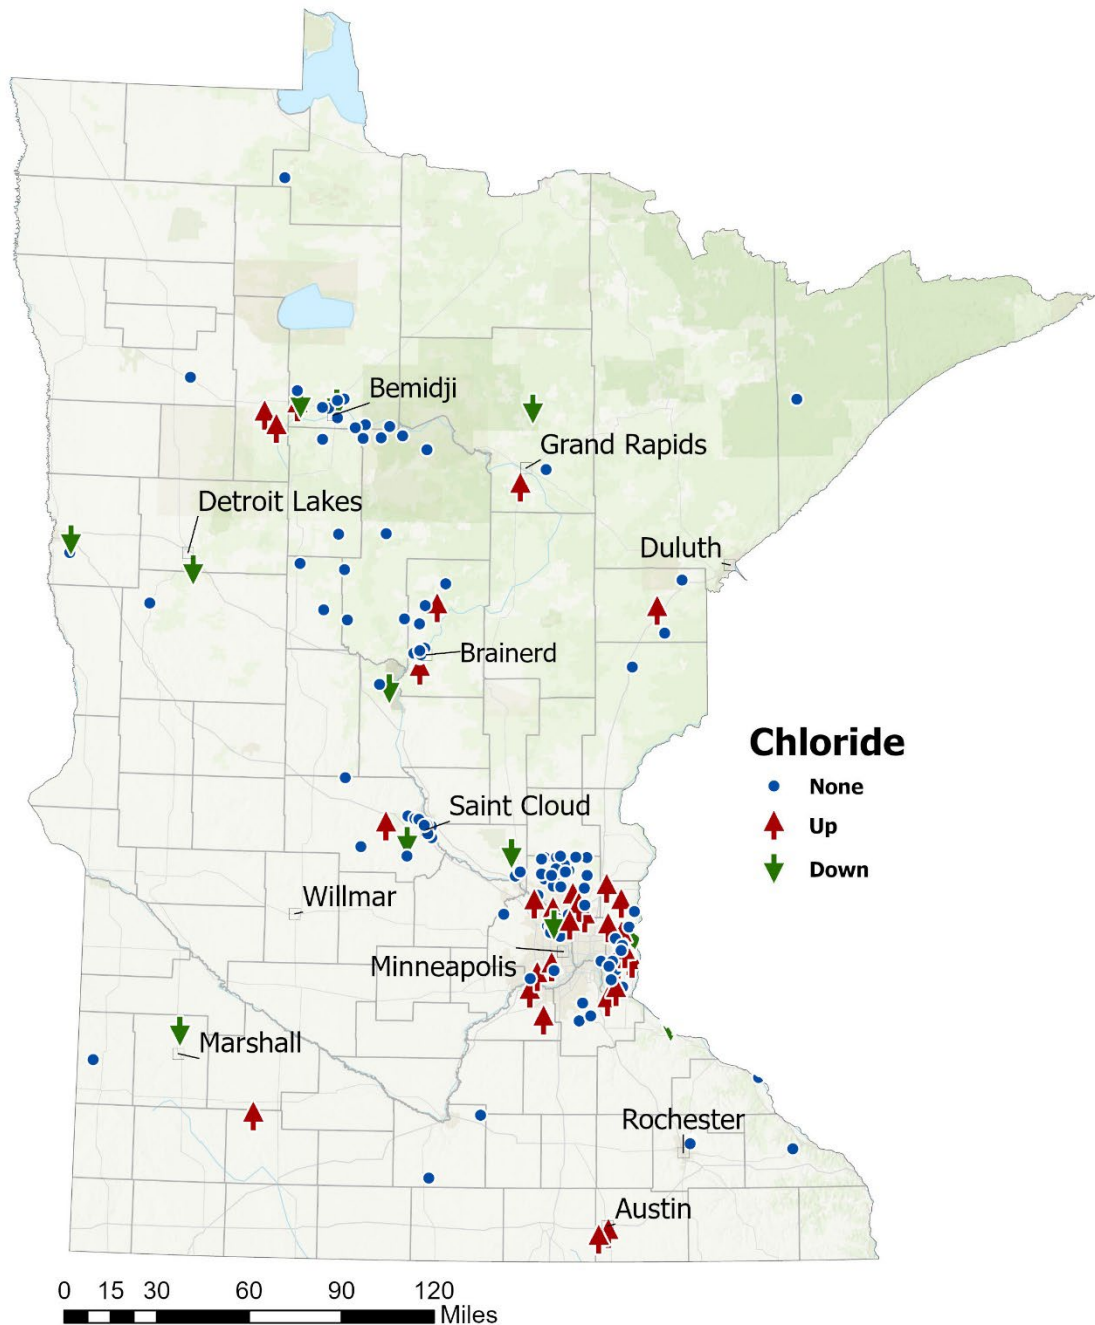 Bemidji
Grand Rapids
Detroit Lakes
Duluth
Brainerd
Chloride
None
Up
Down
Saint Cloud
Willmar
Minneapolis
Marshall
Rochester
Austin
0 15 30 60 90 120
Miles